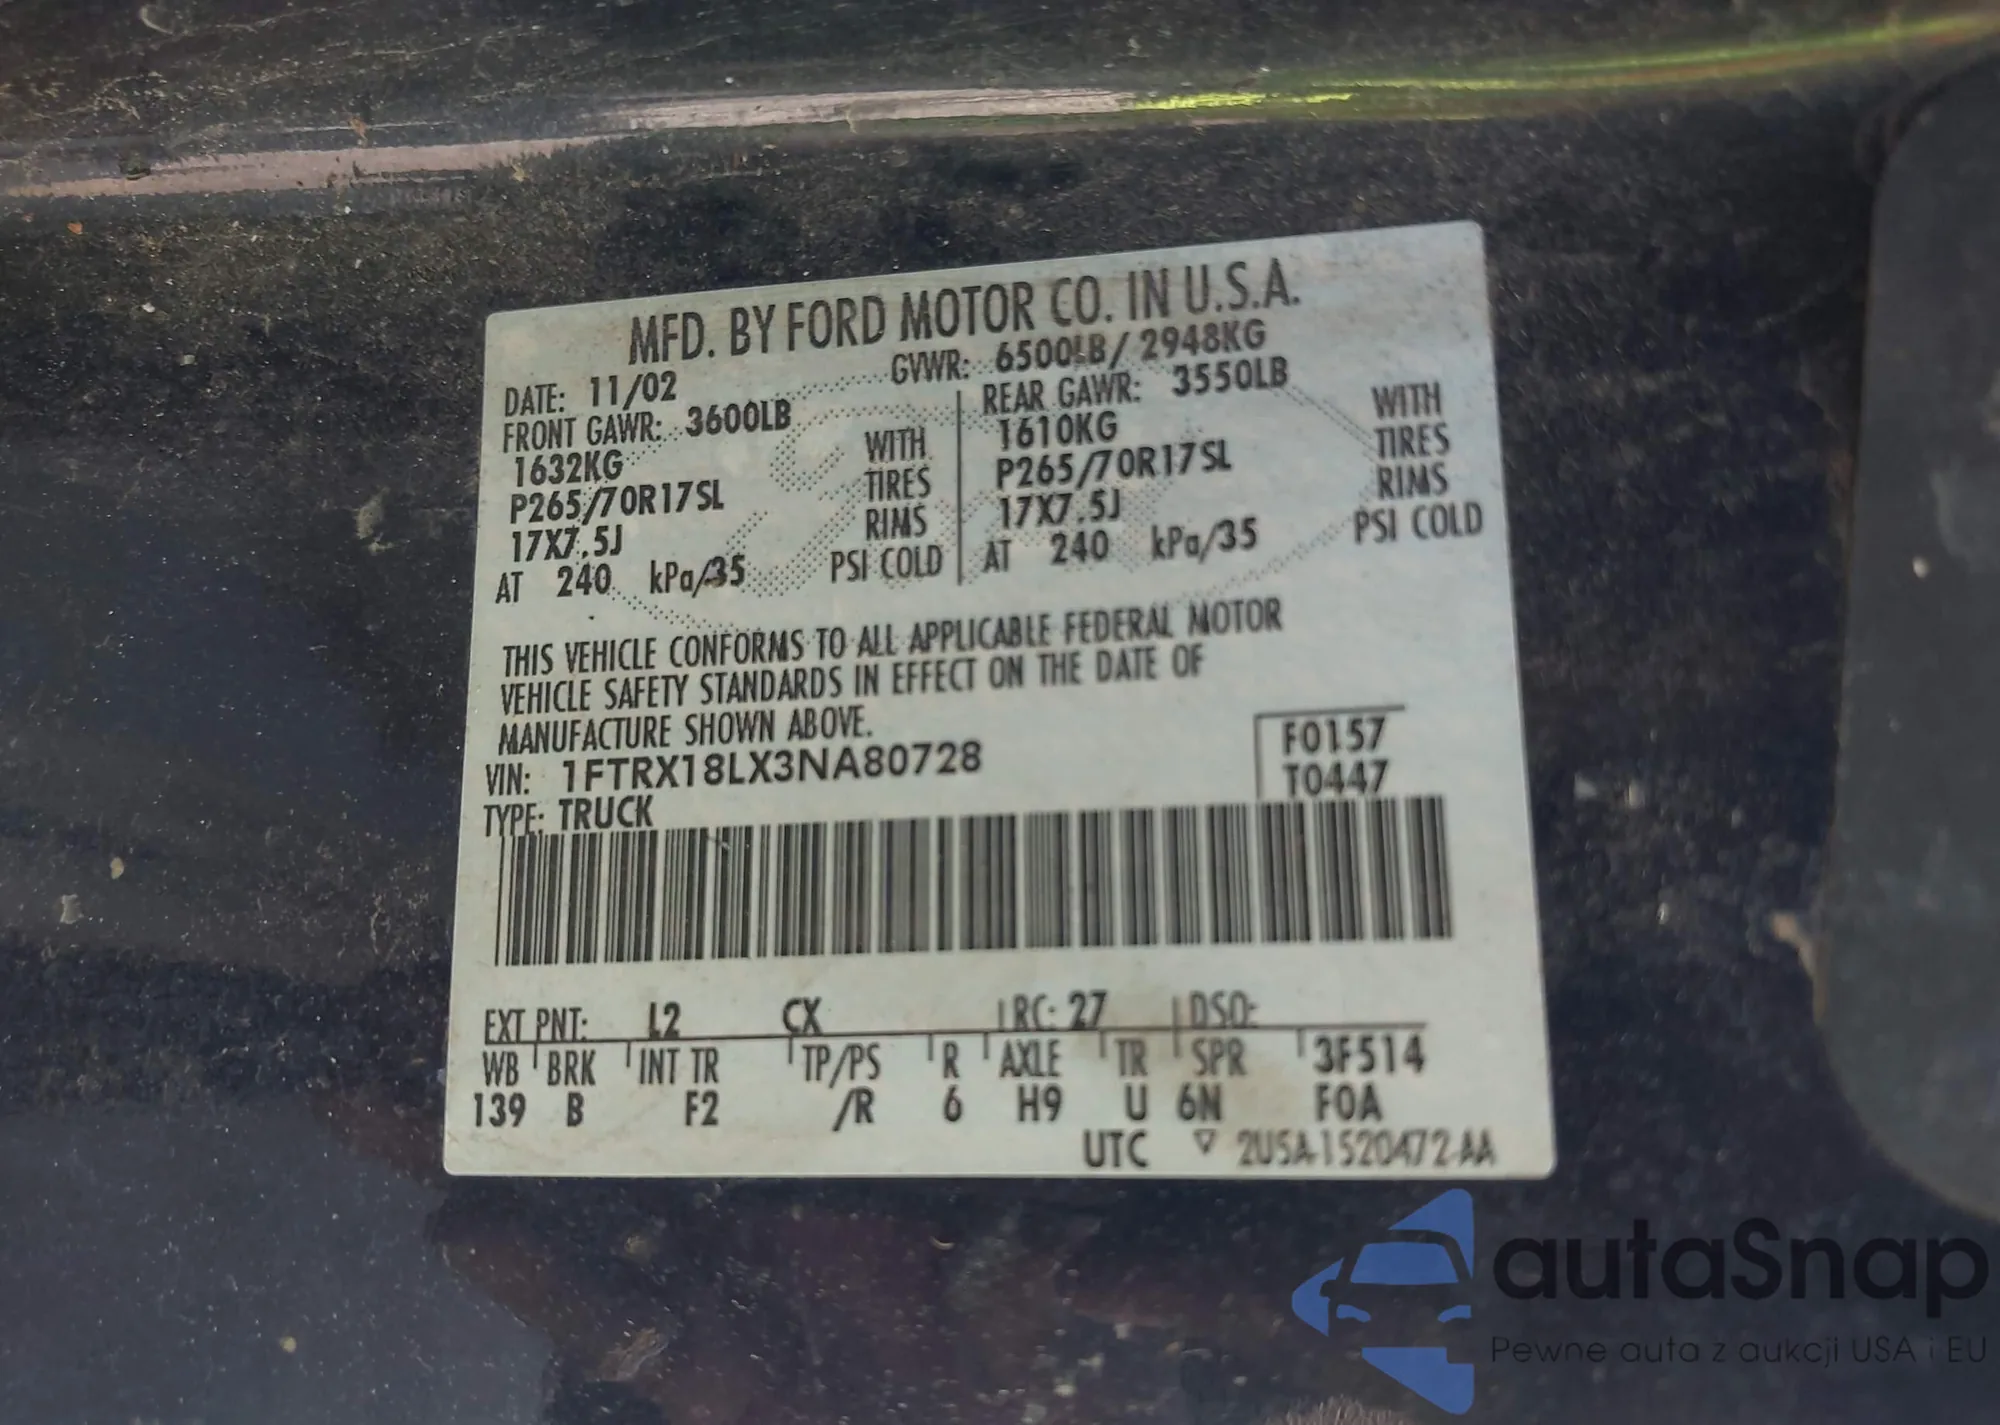 MFD. BY FORD MOTOR CO. IN U.S.A.
DATE: 11/02 GVWR: 6500LB/ 2948KG
FRONT GAWR: 3600LB REAR GAWR: 3550LB
1632KG WITH 1610KG WITH
P265/70R17SL TIRES P265/70R17SL TIRES
17X7.5J RIMS 17X7.5J RIMS
AT 240 kPa/35 PSI COLD AT 240 kPa/35 PSI COLD
THIS VEHICLE CONFORMS TO ALL APPLICABLE FEDERAL MOTOR
VEHICLE SAFETY STANDARDS IN EFFECT ON THE DATE OF
MANUFACTURE SHOWN ABOVE.
F0157
VIN: 1FTRX18LX3NA80728
T0447
TYPE: TRUCK
EXT PNT: L2 CX RC: 27 DSO:
WB BRK INT TR TP/PS R AXLE TR SPR 3F514
139 B F2 /R 6 H9 U 6N F0A
UTC ▽ 2U5A-1520472-AA
autaSnap
Pewne auta z aukcji USA i EU